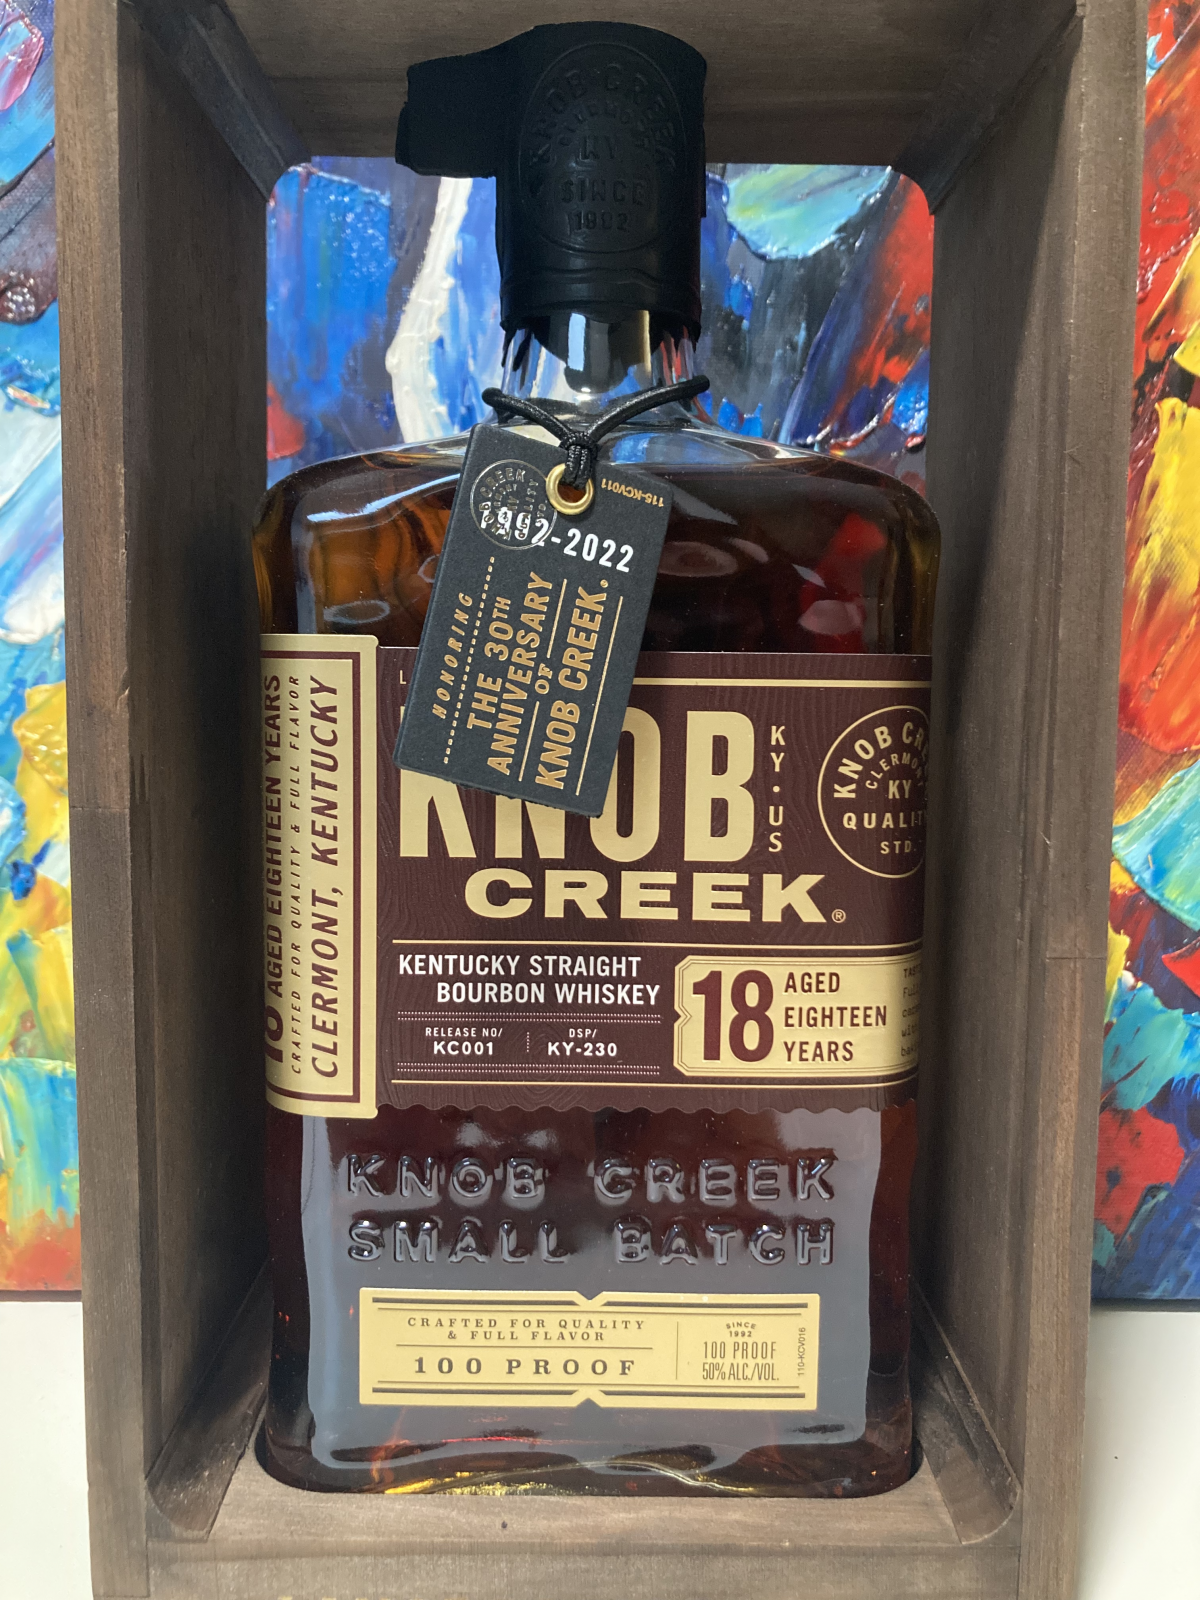 KNOB CREEK
KY
SINCE
1992
115-KCV011
1992-2022
HONORING
THE 30TH
ANNIVERSARY
OF
KNOB CREEK.
18 AGED EIGHTEEN YEARS
CRAFTED FOR QUALITY & FULL FLAVOR
CLERMONT, KENTUCKY
KNOB
KY•US
CREEK®
KNOB CRE
CLERMONT
KY
QUALITY
STD.
KENTUCKY STRAIGHT
BOURBON WHISKEY
RELEASE NO/
KC001
DSP/
KY-230
18
AGED
EIGHTEEN
YEARS
KNOB CREEK
SMALL BATCH
CRAFTED FOR QUALITY
& FULL FLAVOR
100 PROOF
SINCE
1992
100 PROOF
50% ALC./VOL.
110-KCV016